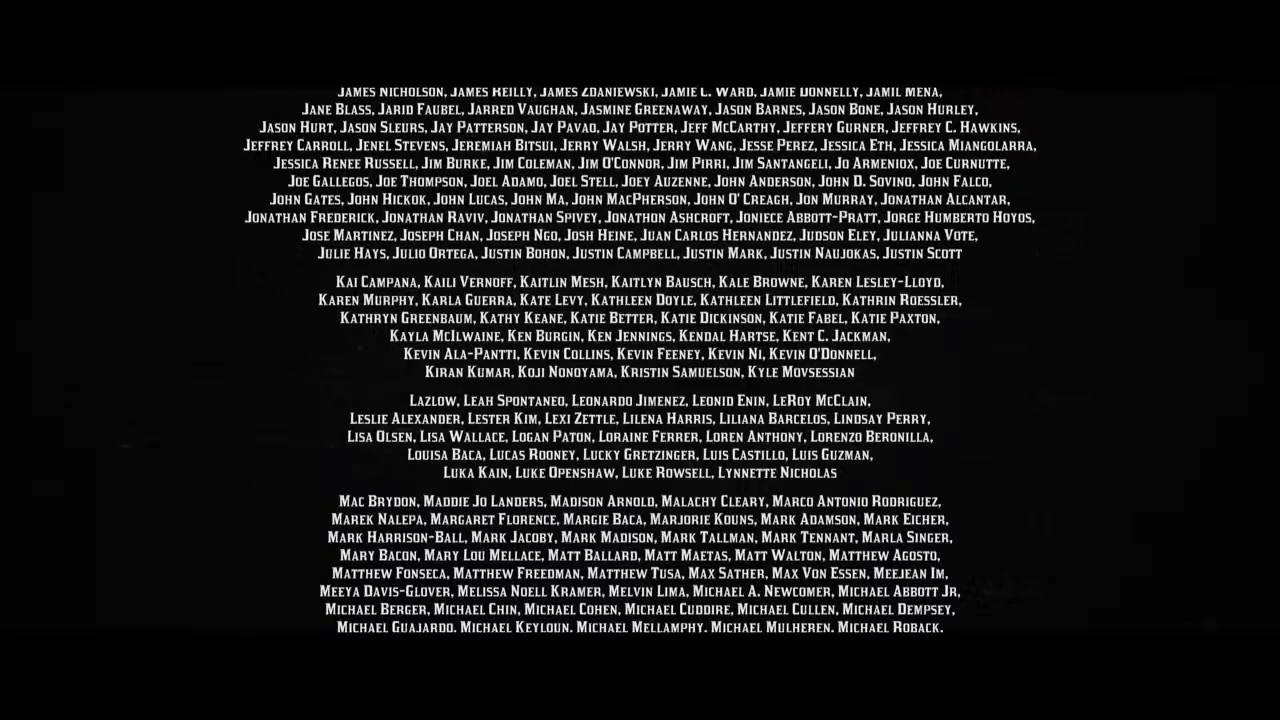 James Nicholson, James Reilly, James Zdaniewski, Jamie L. Ward, Jamie Donnelly, Jamil Mena,
Jane Blass, Jarid Faubel, Jarred Vaughan, Jasmine Greenaway, Jason Barnes, Jason Bone, Jason Hurley,
Jason Hurt, Jason Sleurs, Jay Patterson, Jay Pavao, Jay Potter, Jeff McCarthy, Jeffery Gurner, Jeffrey C. Hawkins,
Jeffrey Carroll, Jenel Stevens, Jeremiah Bitsui, Jerry Walsh, Jerry Wang, Jesse Perez, Jessica Eth, Jessica Miangolarra,
Jessica Renee Russell, Jim Burke, Jim Coleman, Jim O'Connor, Jim Pirri, Jim Santangeli, Jo Armeniox, Joe Curnutte,
Joe Gallegos, Joe Thompson, Joel Adamo, Joel Stell, Joey Auzenne, John Anderson, John D. Sovino, John Falco,
John Gates, John Hickok, John Lucas, John Ma, John MacPherson, John O' Creagh, Jon Murray, Jonathan Alcantar,
Jonathan Frederick, Jonathan Raviv, Jonathan Spivey, Jonathon Ashcroft, Joniece Abbott-Pratt, Jorge Humberto Hoyos,
Jose Martinez, Joseph Chan, Joseph Ngo, Josh Heine, Juan Carlos Hernandez, Judson Eley, Julianna Vote,
Julie Hays, Julio Ortega, Justin Bohon, Justin Campbell, Justin Mark, Justin Naujokas, Justin Scott
Kai Campana, Kaili Vernoff, Kaitlin Mesh, Kaitlyn Bausch, Kale Browne, Karen Lesley-Lloyd,
Karen Murphy, Karla Guerra, Kate Levy, Kathleen Doyle, Kathleen Littlefield, Kathrin Roessler,
Kathryn Greenbaum, Kathy Keane, Katie Better, Katie Dickinson, Katie Fabel, Katie Paxton,
Kayla McIlwaine, Ken Burgin, Ken Jennings, Kendal Hartse, Kent C. Jackman,
Kevin Ala-Pantti, Kevin Collins, Kevin Feeney, Kevin Ni, Kevin O'Donnell,
Kiran Kumar, Koji Nonoyama, Kristin Samuelson, Kyle Movsessian
Lazlow, Leah Spontaneo, Leonardo Jimenez, Leonid Enin, LeRoy McClain,
Leslie Alexander, Lester Kim, Lexi Zettle, Lilena Harris, Liliana Barcelos, Lindsay Perry,
Lisa Olsen, Lisa Wallace, Logan Paton, Loraine Ferrer, Loren Anthony, Lorenzo Beronilla,
Louisa Baca, Lucas Rooney, Lucky Gretzinger, Luis Castillo, Luis Guzman,
Luka Kain, Luke Openshaw, Luke Rowsell, Lynnette Nicholas
Mac Brydon, Maddie Jo Landers, Madison Arnold, Malachy Cleary, Marco Antonio Rodriguez,
Marek Nalepa, Margaret Florence, Margie Baca, Marjorie Kouns, Mark Adamson, Mark Eicher,
Mark Harrison-Ball, Mark Jacoby, Mark Madison, Mark Tallman, Mark Tennant, Marla Singer,
Mary Bacon, Mary Lou Mellace, Matt Ballard, Matt Maetas, Matt Walton, Matthew Agosto,
Matthew Fonseca, Matthew Freedman, Matthew Tusa, Max Sather, Max Von Essen, Meejean Im,
Meeya Davis-Glover, Melissa Noell Kramer, Melvin Lima, Michael A. Newcomer, Michael Abbott Jr,
Michael Berger, Michael Chin, Michael Cohen, Michael Cuddire, Michael Cullen, Michael Dempsey,
Michael Guajardo, Michael Keyloun, Michael Mellamphy, Michael Mulheren, Michael Roback,